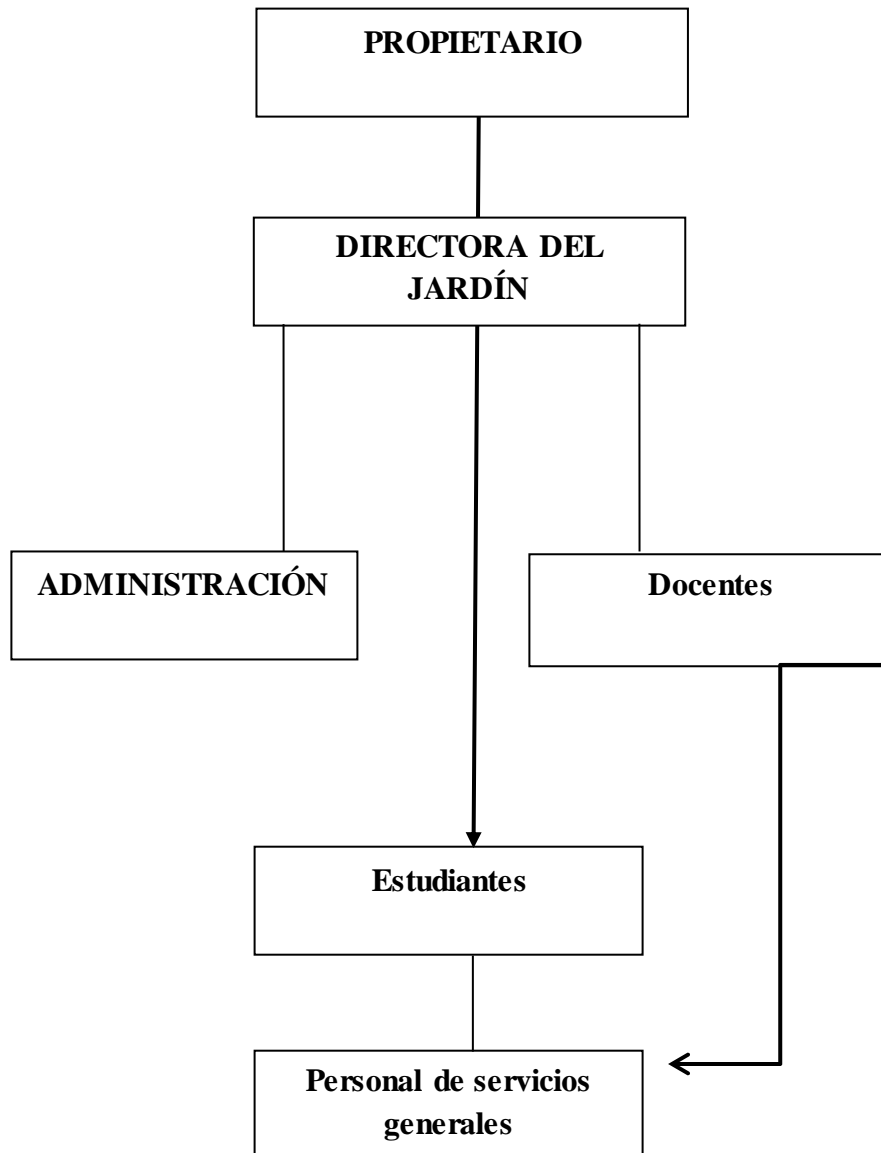 PROPIETARIO
DIRECTORA DEL
JARDÍN
ADMINISTRACIÓN
Docentes
Estudiantes
Personal de servicios
generales